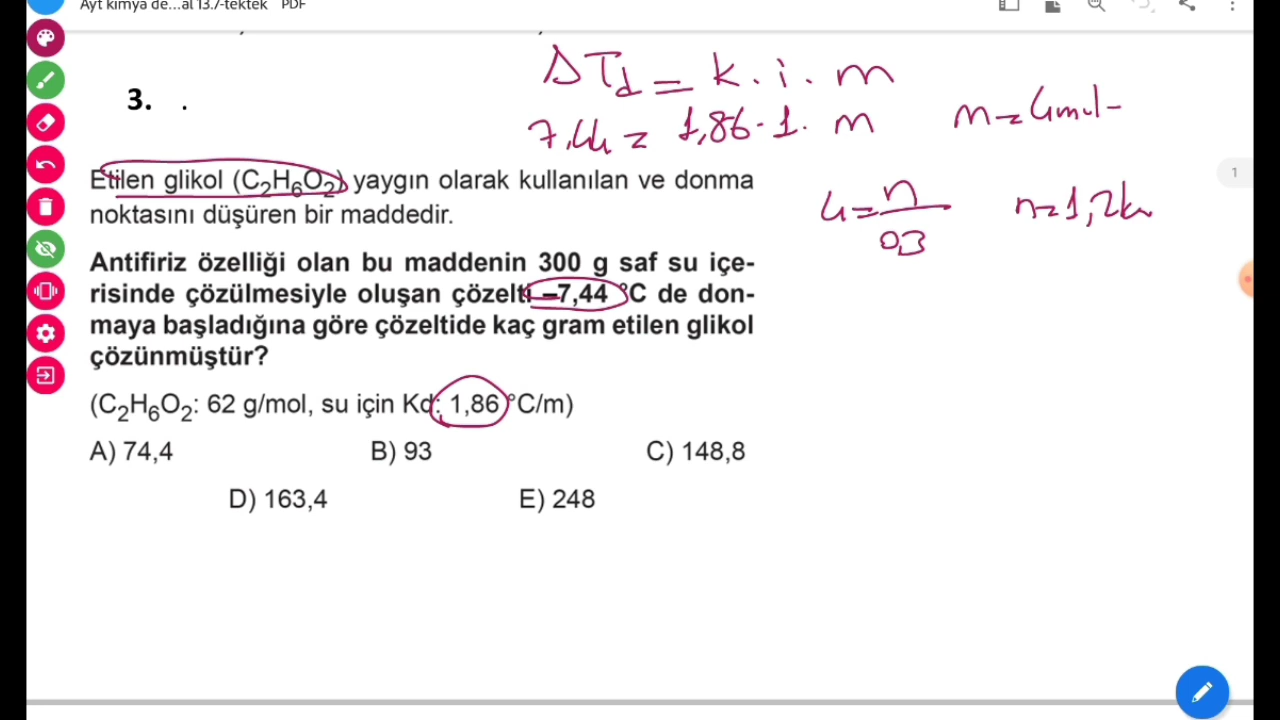 Ayt kimya de...al 13.7-tektek PDF
3. .
ΔTd = k . i . m
7,44 = 1,86 . 1 . m m = 4mol
Etilen glikol (C2H6O2) yaygın olarak kullanılan ve donma
noktasını düşüren bir maddedir.
4 = n / 0,3 n = 1,2
1
Antifiriz özelliği olan bu maddenin 300 g saf su içe-
risinde çözülmesiyle oluşan çözelti –7,44 °C de don-
maya başladığına göre çözeltide kaç gram etilen glikol
çözünmüştür?
(C2H6O2: 62 g/mol, su için Kd: 1,86 °C/m)
A) 74,4 B) 93 C) 148,8
D) 163,4 E) 248